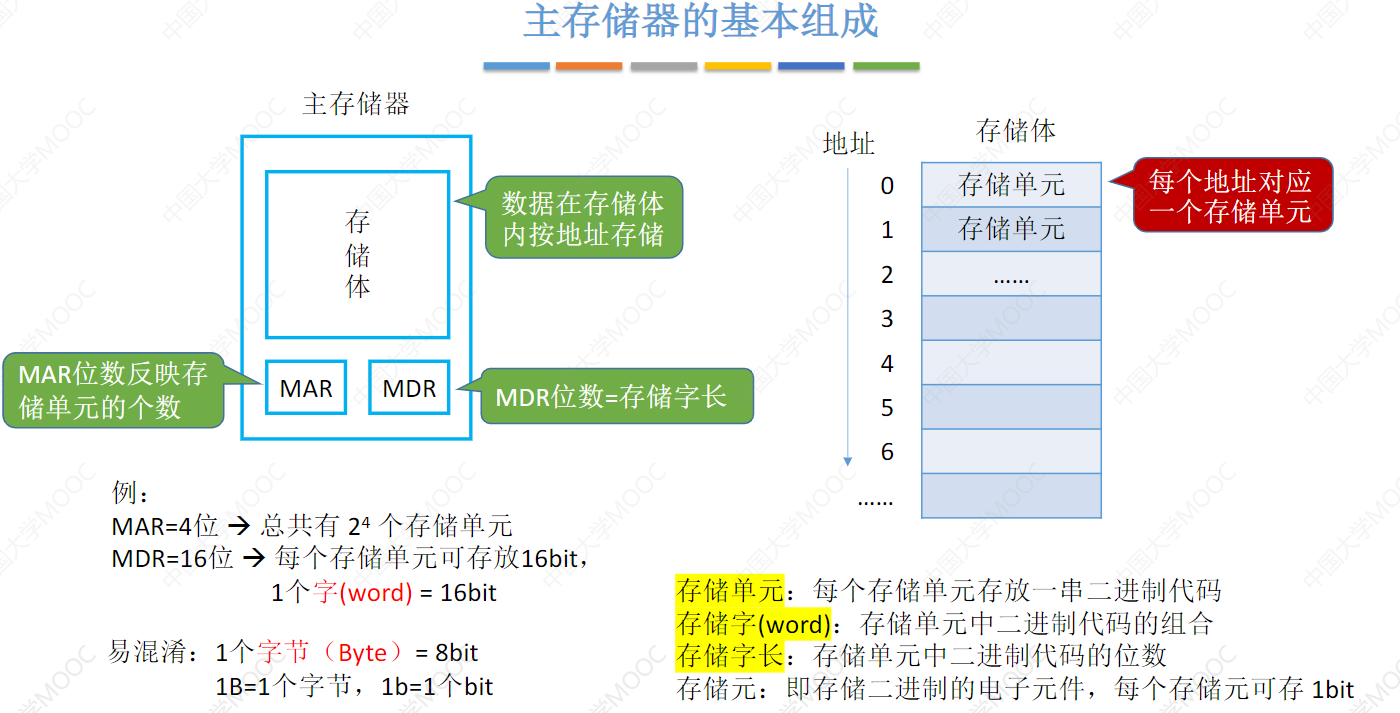 主存储器的基本组成
主存储器
存
储
体
数据在存储体
内按地址存储
MAR
MDR
MAR位数反映存
储单元的个数
MDR位数=存储字长
地址
存储体
0
存储单元
1
存储单元
2
……
3
4
5
6
……
每个地址对应
一个存储单元
例：
MAR=4位 → 总共有 2⁴ 个存储单元
MDR=16位 → 每个存储单元可存放16bit，
1个字(word) = 16bit
易混淆：1个字节（Byte）= 8bit
1B=1个字节，1b=1个bit
存储单元：每个存储单元存放一串二进制代码
存储字(word)：存储单元中二进制代码的组合
存储字长：存储单元中二进制代码的位数
存储元：即存储二进制的电子元件，每个存储元可存 1bit
中国大学MOOC